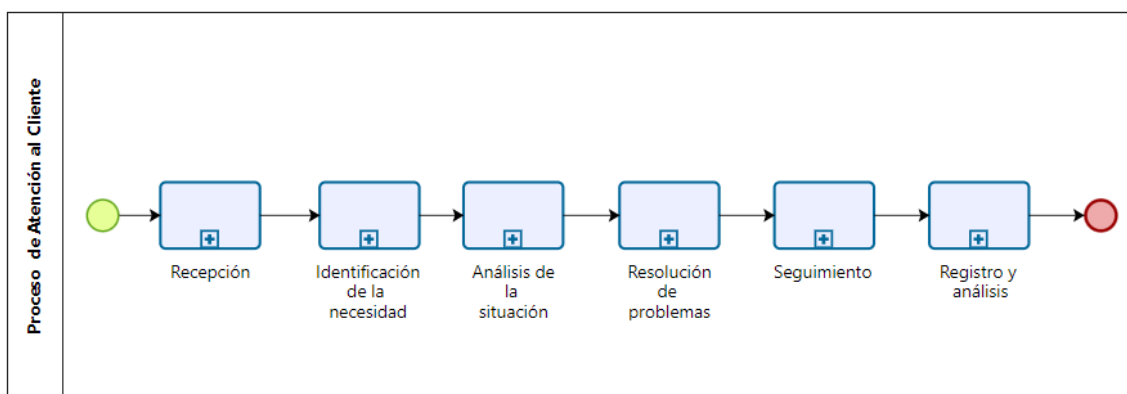 Proceso de Atención al Cliente
Recepción
Identificación
de la
necesidad
Análisis de
la
situación
Resolución
de
problemas
Seguimiento
Registro y
análisis